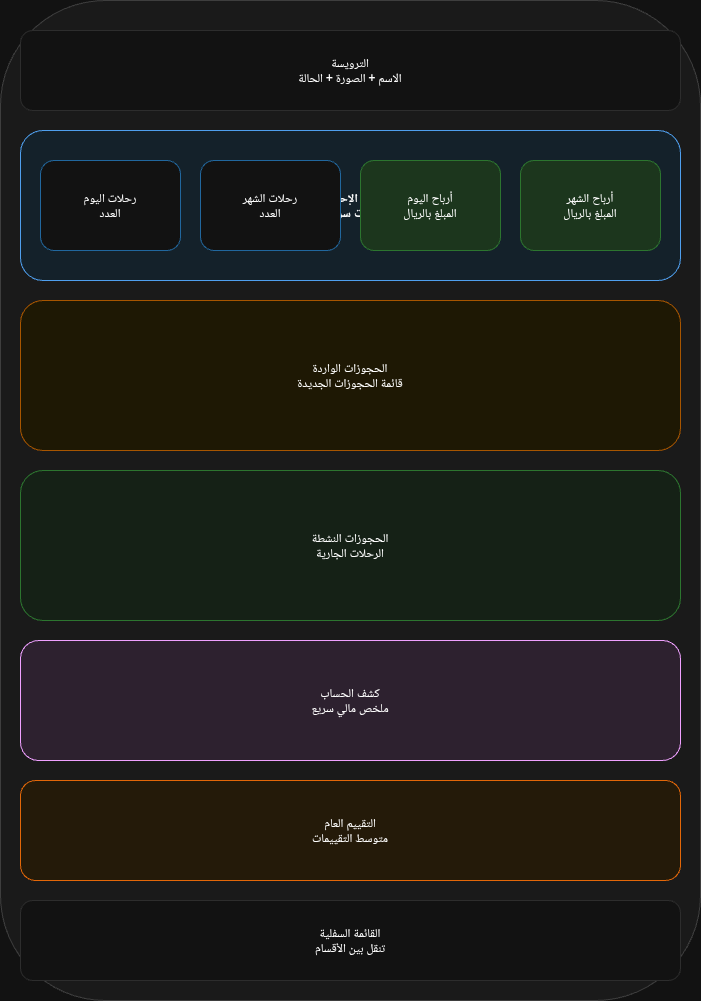 الترويسة
الاسم + الصورة + الحالة
أرباح الشهر
المبلغ بالريال
أرباح اليوم
المبلغ بالريال
رحلات الشهر
العدد
رحلات اليوم
العدد
الحجوزات الواردة
قائمة الحجوزات الجديدة
الحجوزات النشطة
الرحلات الجارية
كشف الحساب
ملخص مالي سريع
التقييم العام
متوسط التقييمات
القائمة السفلية
تنقل بين الأقسام